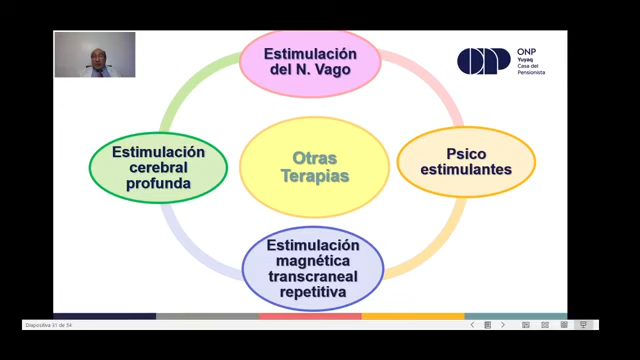 Estimulación
del N. Vago
ONP
Yuyaq
Casa del
Pensionista
Estimulación
cerebral
profunda
Otras
Terapias
Psico
estimulantes
Estimulación
magnética
transcraneal
repetitiva
Diapositiva 31 de 54